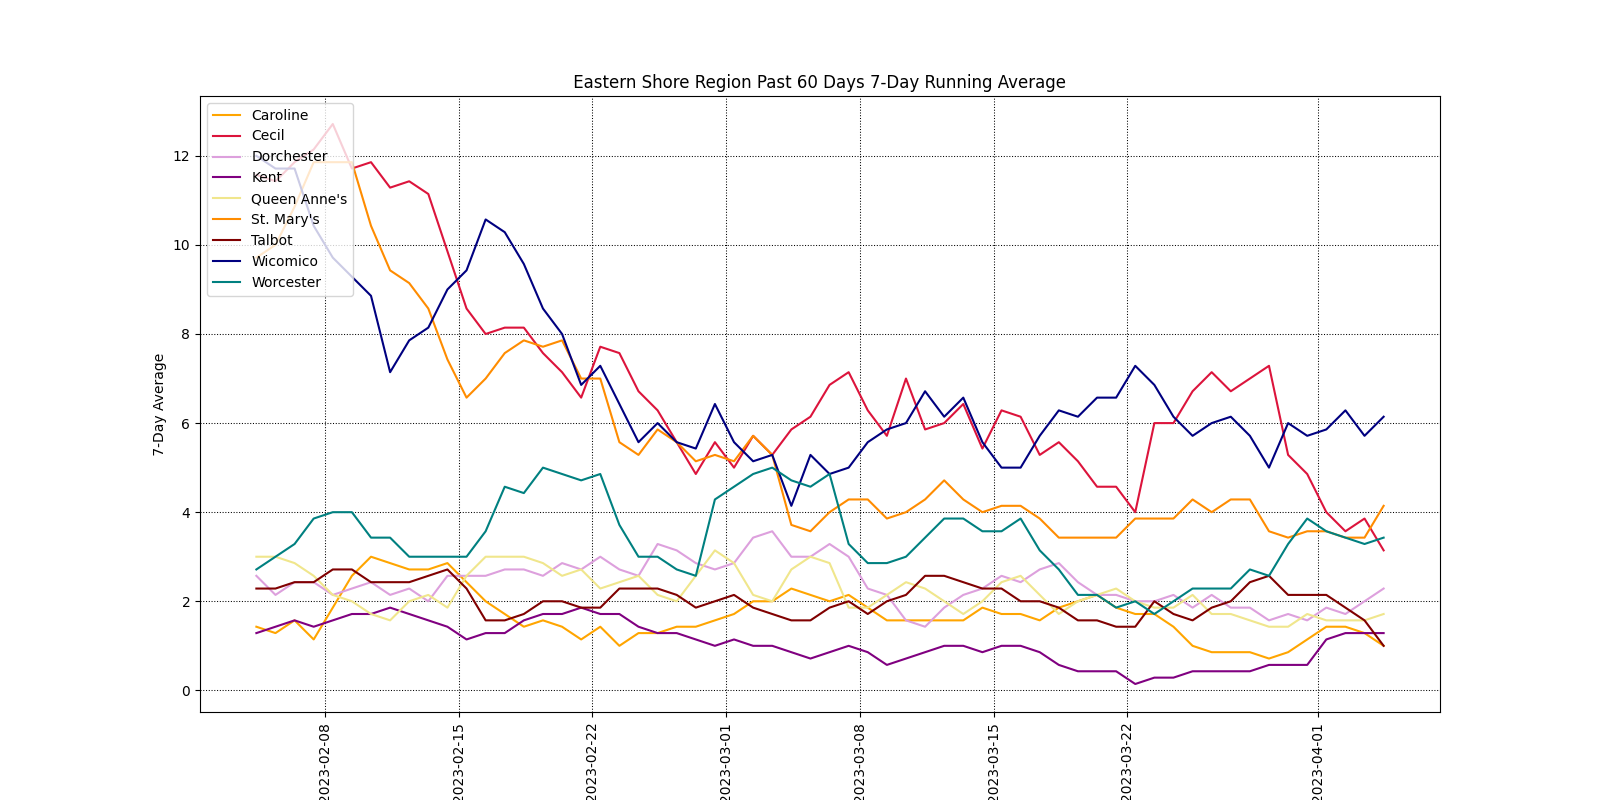 Eastern Shore Region Past 60 Days 7-Day Running Average
Caroline
Cecil
Dorchester
Kent
Queen Anne's
St. Mary's
Talbot
Wicomico
Worcester
7-Day Average
12
10
8
6
4
2
0
2023-02-08
2023-02-15
2023-02-22
2023-03-01
2023-03-08
2023-03-15
2023-03-22
2023-04-01